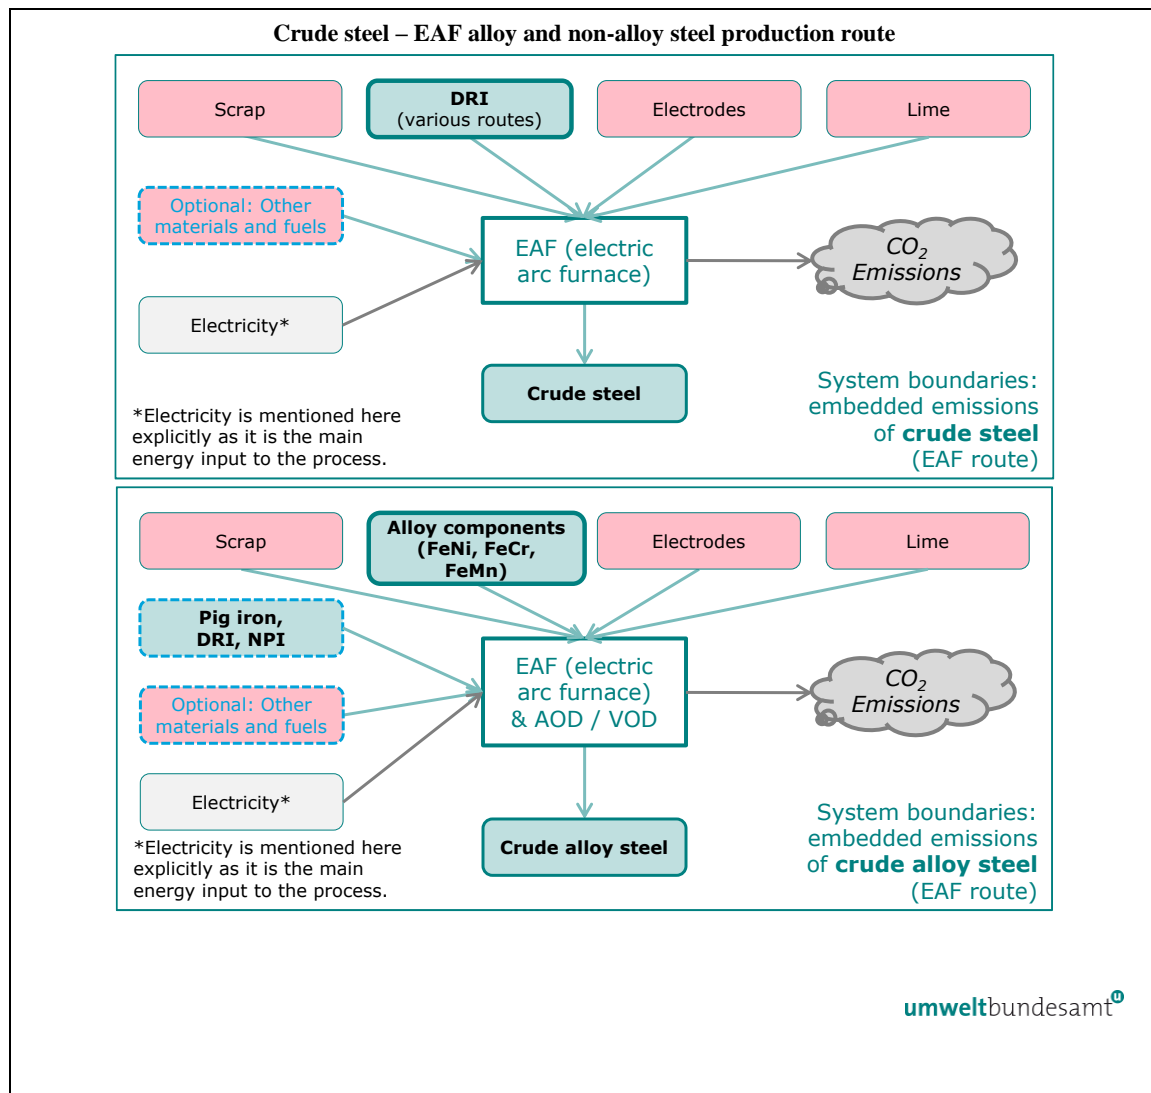 Crude steel – EAF alloy and non-alloy steel production route
Scrap
DRI
(various routes)
Electrodes
Lime
Optional: Other
materials and fuels
EAF (electric
arc furnace)
CO2
Emissions
Electricity*
Crude steel
*Electricity is mentioned here
explicitly as it is the main
energy input to the process.
System boundaries:
embedded emissions
of crude steel
(EAF route)
Scrap
Alloy components
(FeNi, FeCr,
FeMn)
Electrodes
Lime
Pig iron,
DRI, NPI
EAF (electric
arc furnace)
& AOD / VOD
CO2
Emissions
Optional: Other
materials and fuels
Electricity*
Crude alloy steel
*Electricity is mentioned here
explicitly as it is the main
energy input to the process.
System boundaries:
embedded emissions
of crude alloy steel
(EAF route)
umweltbundesamt u